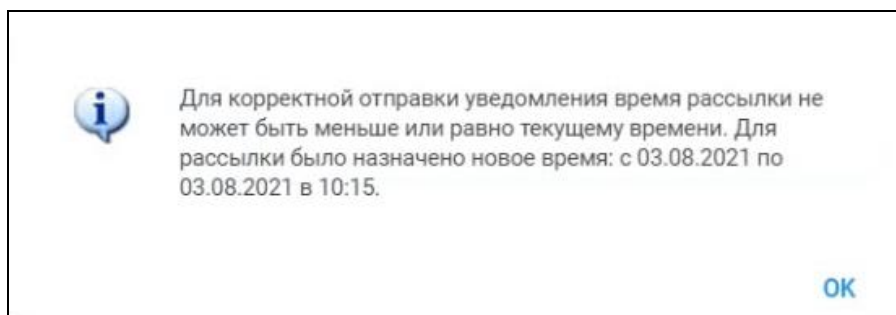 Для корректной отправки уведомления время рассылки не
может быть меньше или равно текущему времени. Для
рассылки было назначено новое время: с 03.08.2021 по
03.08.2021 в 10:15.
ОК